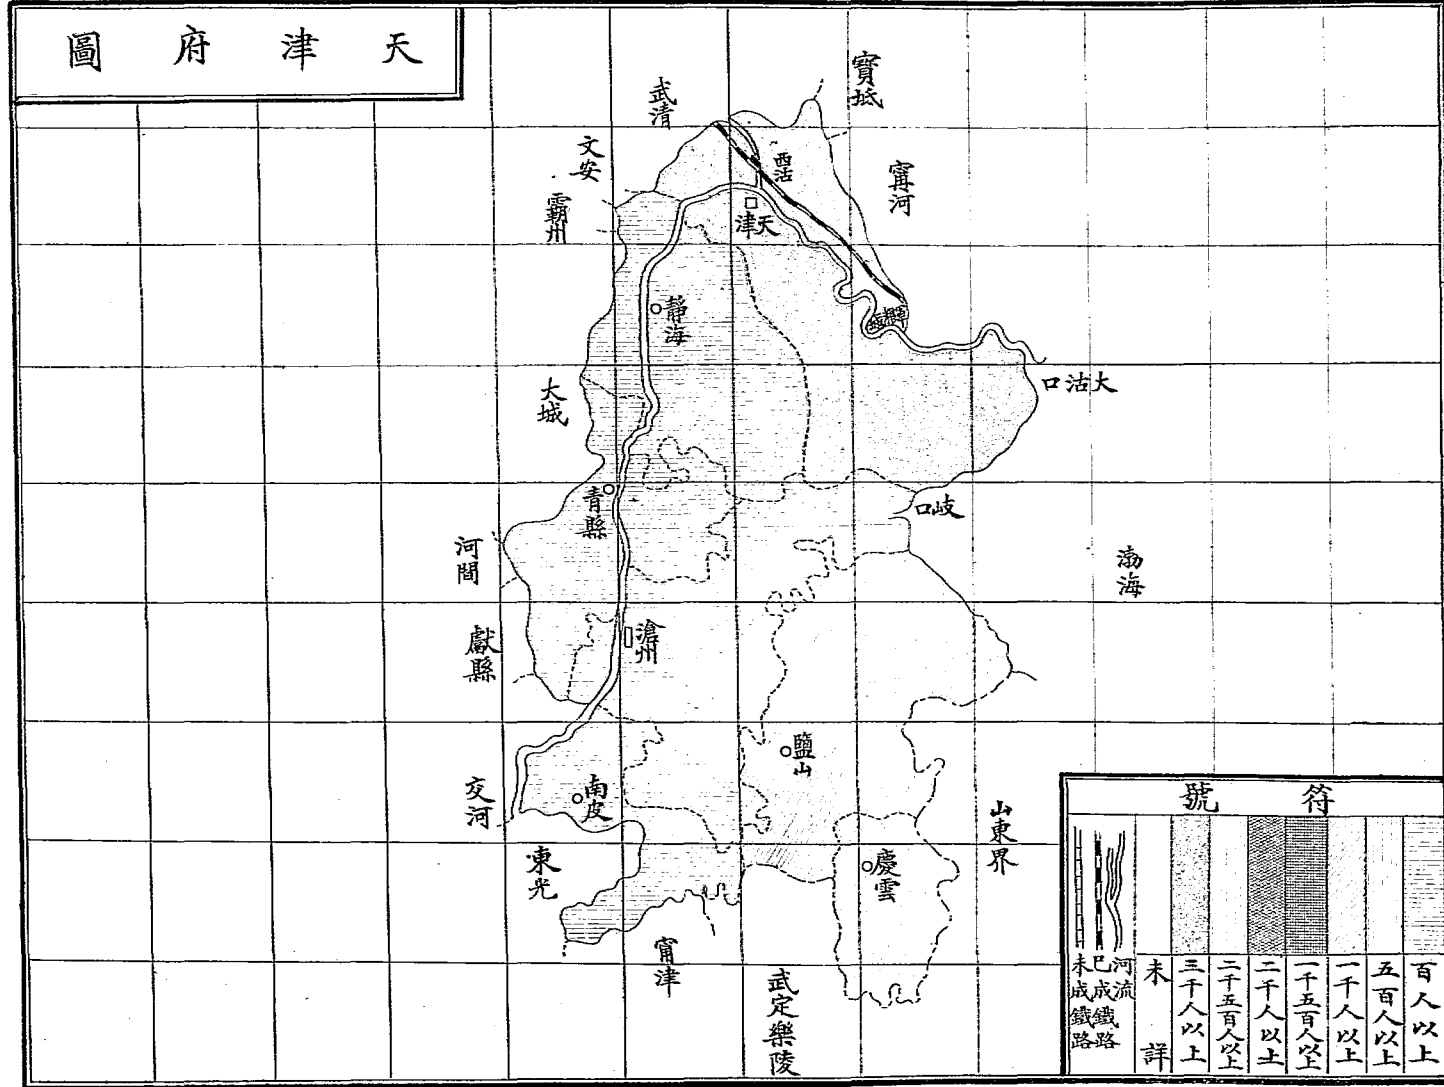 天津府圖
寶坻
武清
文安
霸州
西沽
甯河
天津
靜海
大沽口
大城
岐口
青縣
河間
渤海
獻縣
滄州
鹽山
交河
南皮
山東界
東光
慶雲
甯津
武定樂陵
符號
百人以上
五百人以上
一千人以上
一千五百人以上
二千人以上
二千五百人以上
三千人以上
未詳
河流
已成鐵路
未成鐵路